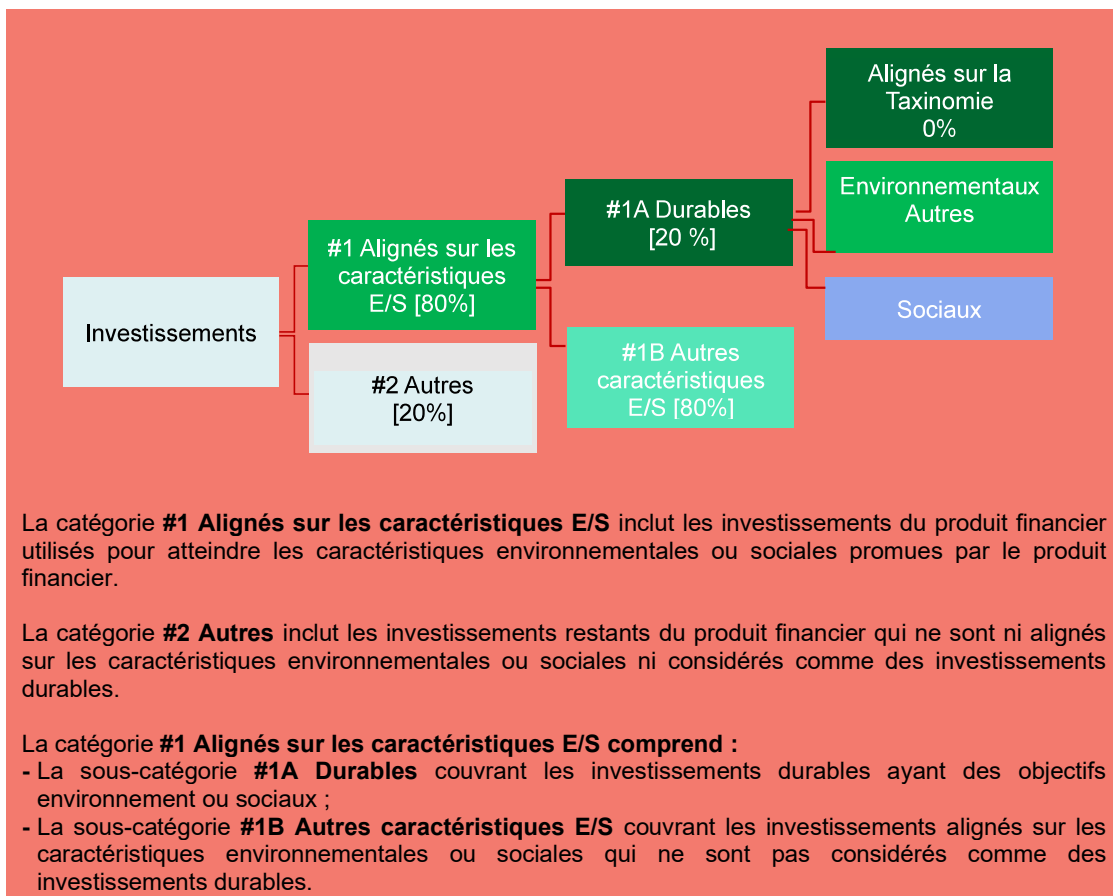 Alignés sur la
Taxinomie
0%
Environnementaux
Autres
#1A Durables
[20 %]
#1 Alignés sur les
caractéristiques
E/S [80%]
Sociaux
Investissements
#1B Autres
caractéristiques
E/S [80%]
#2 Autres
[20%]
La catégorie #1 Alignés sur les caractéristiques E/S inclut les investissements du produit financier
utilisés pour atteindre les caractéristiques environnementales ou sociales promues par le produit
financier.
La catégorie #2 Autres inclut les investissements restants du produit financier qui ne sont ni alignés
sur les caractéristiques environnementales ou sociales ni considérés comme des investissements
durables.
La catégorie #1 Alignés sur les caractéristiques E/S comprend :
- La sous-catégorie #1A Durables couvrant les investissements durables ayant des objectifs
environnement ou sociaux ;
- La sous-catégorie #1B Autres caractéristiques E/S couvrant les investissements alignés sur les
caractéristiques environnementales ou sociales qui ne sont pas considérés comme des
investissements durables.